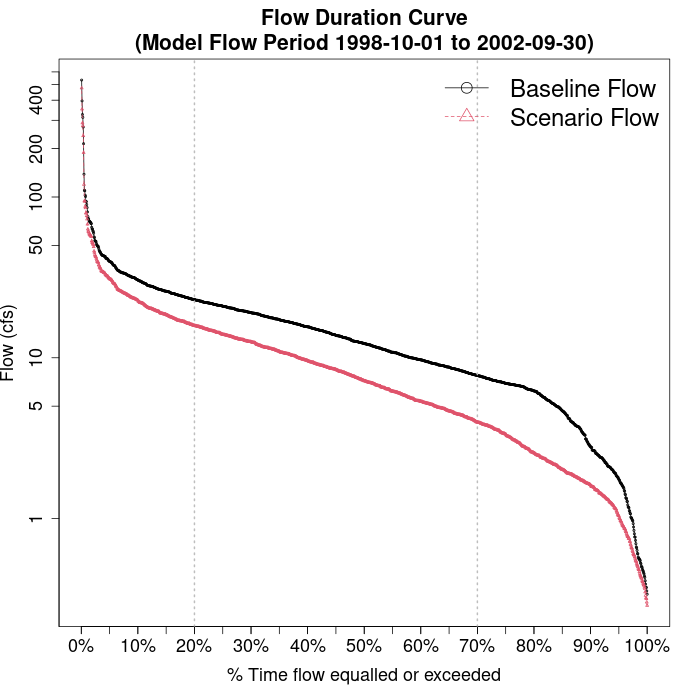 Flow Duration Curve
(Model Flow Period 1998-10-01 to 2002-09-30)
Baseline Flow
Scenario Flow
400
200
100
50
10
5
1
Flow (cfs)
0% 10% 20% 30% 40% 50% 60% 70% 80% 90% 100%
% Time flow equalled or exceeded